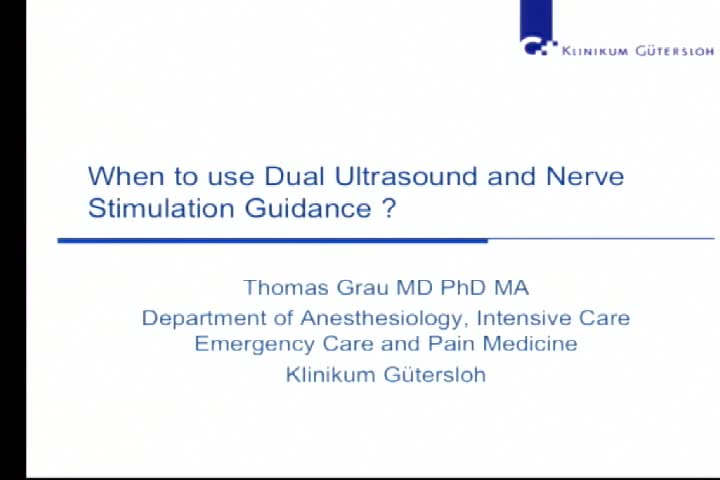 KLINIKUM GÜTERSLOH
When to use Dual Ultrasound and Nerve
Stimulation Guidance ?
Thomas Grau MD PhD MA
Department of Anesthesiology, Intensive Care
Emergency Care and Pain Medicine
Klinikum Gütersloh